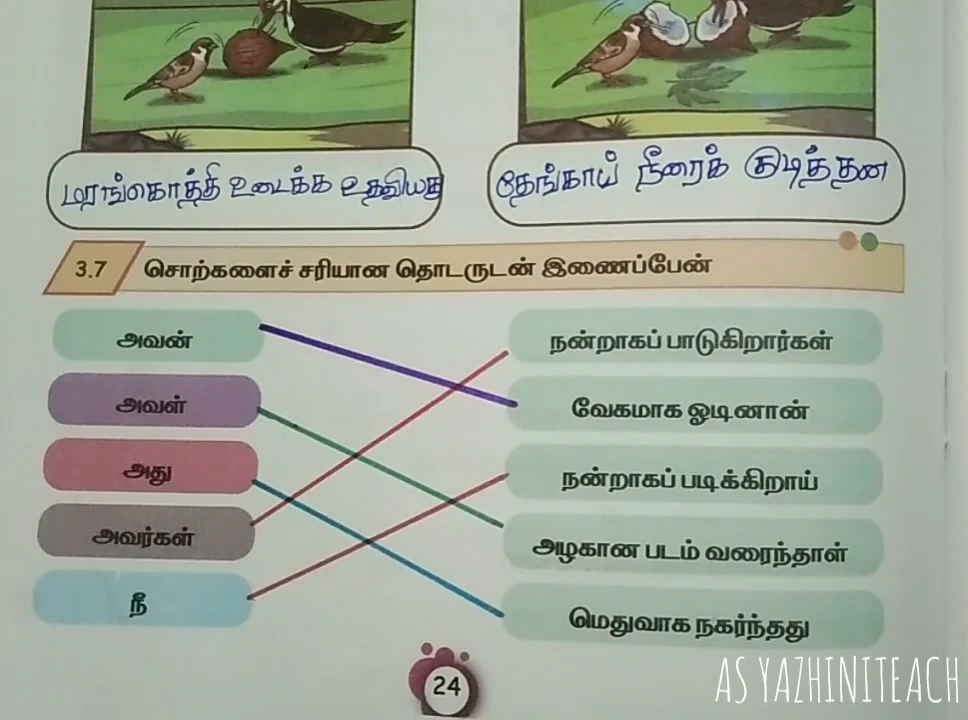 மரங்கொத்தி உடைக்க உதவியது
தேங்காய் நீரைக் குடித்தன
3.7 சொற்களைச் சரியான தொடருடன் இணைப்பேன்
அவன்
நன்றாகப் பாடுகிறார்கள்
அவள்
வேகமாக ஓடினான்
அது
நன்றாகப் படிக்கிறாய்
அவர்கள்
அழகான படம் வரைந்தாள்
நீ
மெதுவாக நகர்ந்தது
24
AS YAZHINITEACH